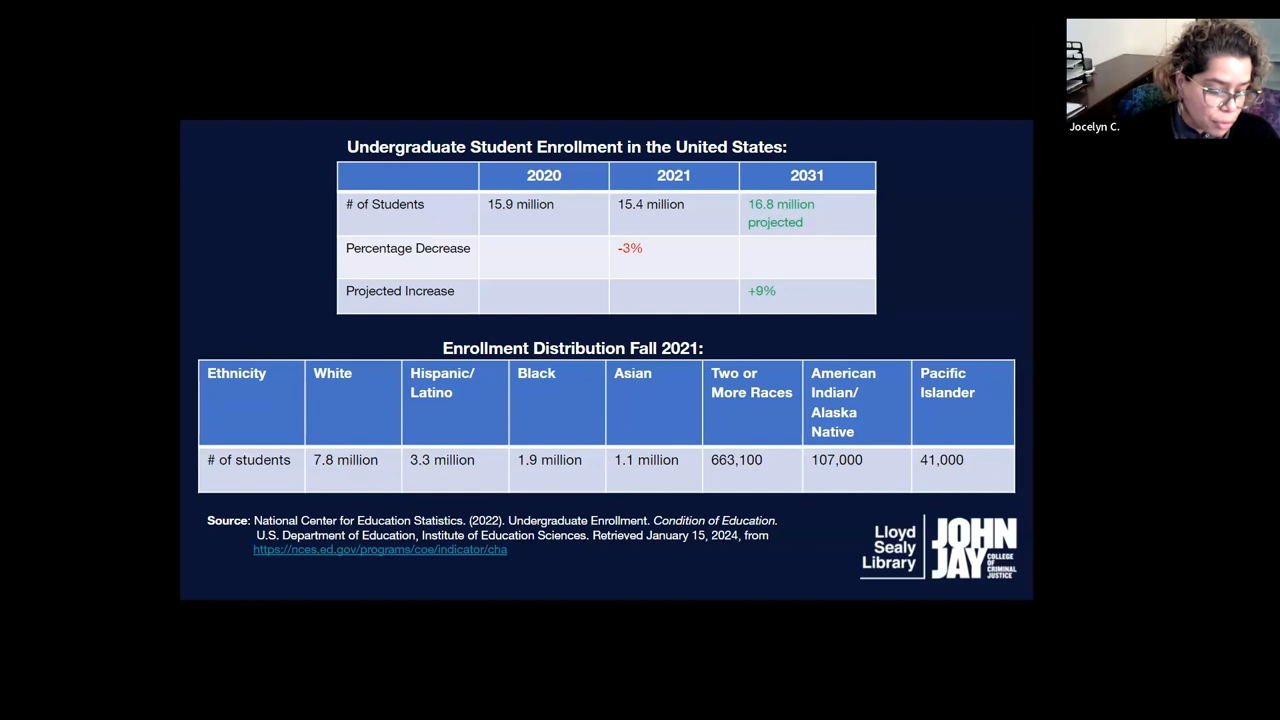 Jocelyn C.
Undergraduate Student Enrollment in the United States:
2020 2021 2031
# of Students 15.9 million 15.4 million 16.8 million
projected
Percentage Decrease -3%
Projected Increase +9%
Enrollment Distribution Fall 2021:
Ethnicity White Hispanic/ Black Asian Two or American Pacific
Latino More Races Indian/ Islander
Alaska
Native
# of students 7.8 million 3.3 million 1.9 million 1.1 million 663,100 107,000 41,000
Source: National Center for Education Statistics. (2022). Undergraduate Enrollment. Condition of Education.
U.S. Department of Education, Institute of Education Sciences. Retrieved January 15, 2024, from
https://nces.ed.gov/programs/coe/indicator/cha
Lloyd
Sealy
Library
JOHN
JAY
COLLEGE
OF
CRIMINAL
JUSTICE